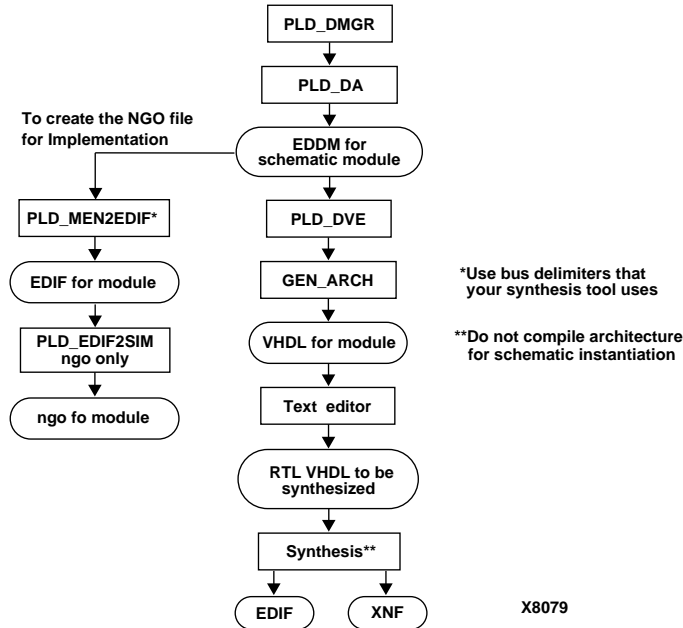 PLD_DMGR
PLD_DA
To create the NGO file
for Implementation
EDDM for
schematic module
PLD_MEN2EDIF*
PLD_DVE
EDIF for module
GEN_ARCH
*Use bus delimiters that
your synthesis tool uses
PLD_EDIF2SIM
ngo only
VHDL for module
**Do not compile architecture
for schematic instantiation
ngo fo module
Text editor
RTL VHDL to be
synthesized
Synthesis**
EDIF
XNF
X8079